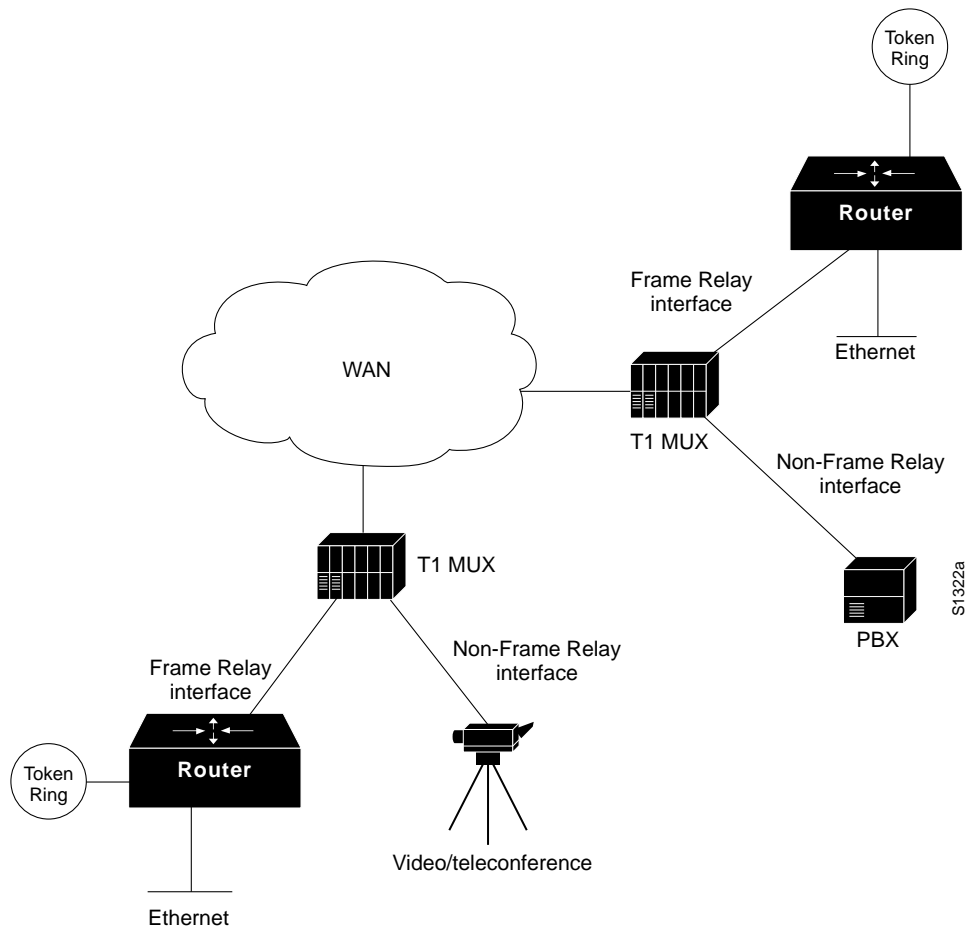 Token
Ring
Router
Frame Relay
interface
Ethernet
WAN
T1 MUX
Non-Frame Relay
interface
T1 MUX
S1322a
PBX
Non-Frame Relay
interface
Frame Relay
interface
Router
Token
Ring
Video/teleconference
Ethernet